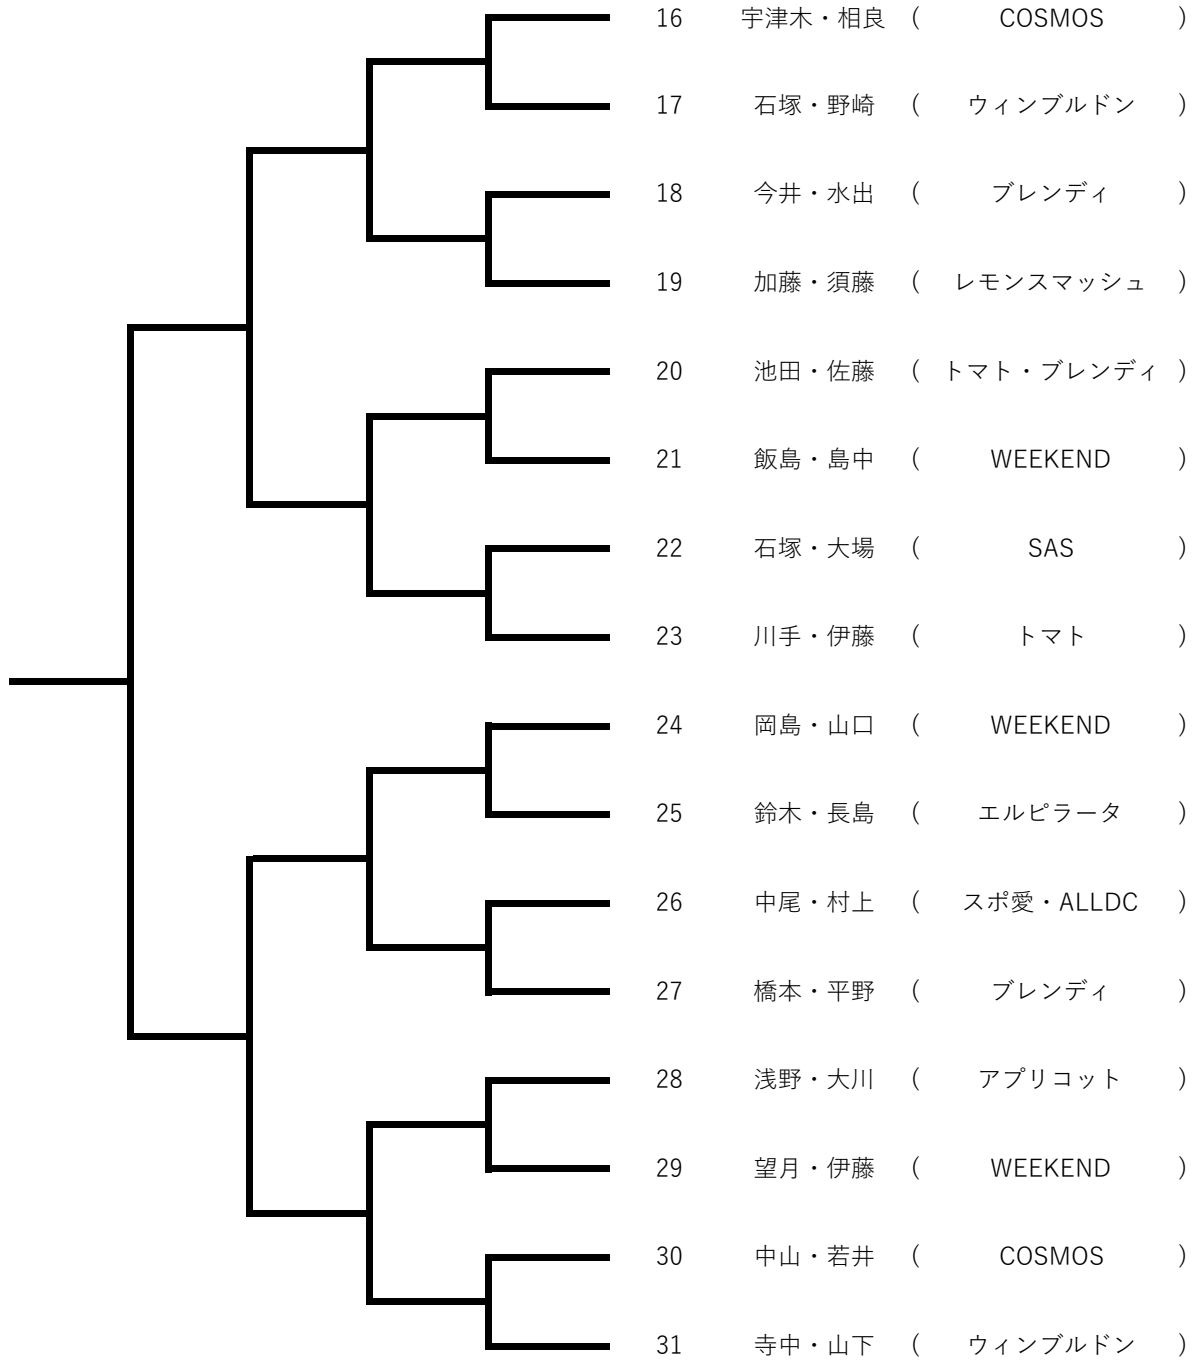 16 宇津木・相良 ( COSMOS )
17 石塚・野崎 ( ウィンブルドン )
18 今井・水出 ( ブレンディ )
19 加藤・須藤 ( レモンスマッシュ )
20 池田・佐藤 ( トマト・ブレンディ )
21 飯島・島中 ( WEEKEND )
22 石塚・大場 ( SAS )
23 川手・伊藤 ( トマト )
24 岡島・山口 ( WEEKEND )
25 鈴木・長島 ( エルピラータ )
26 中尾・村上 ( スポ愛・ALLDC )
27 橋本・平野 ( ブレンディ )
28 浅野・大川 ( アプリコット )
29 望月・伊藤 ( WEEKEND )
30 中山・若井 ( COSMOS )
31 寺中・山下 ( ウィンブルドン )